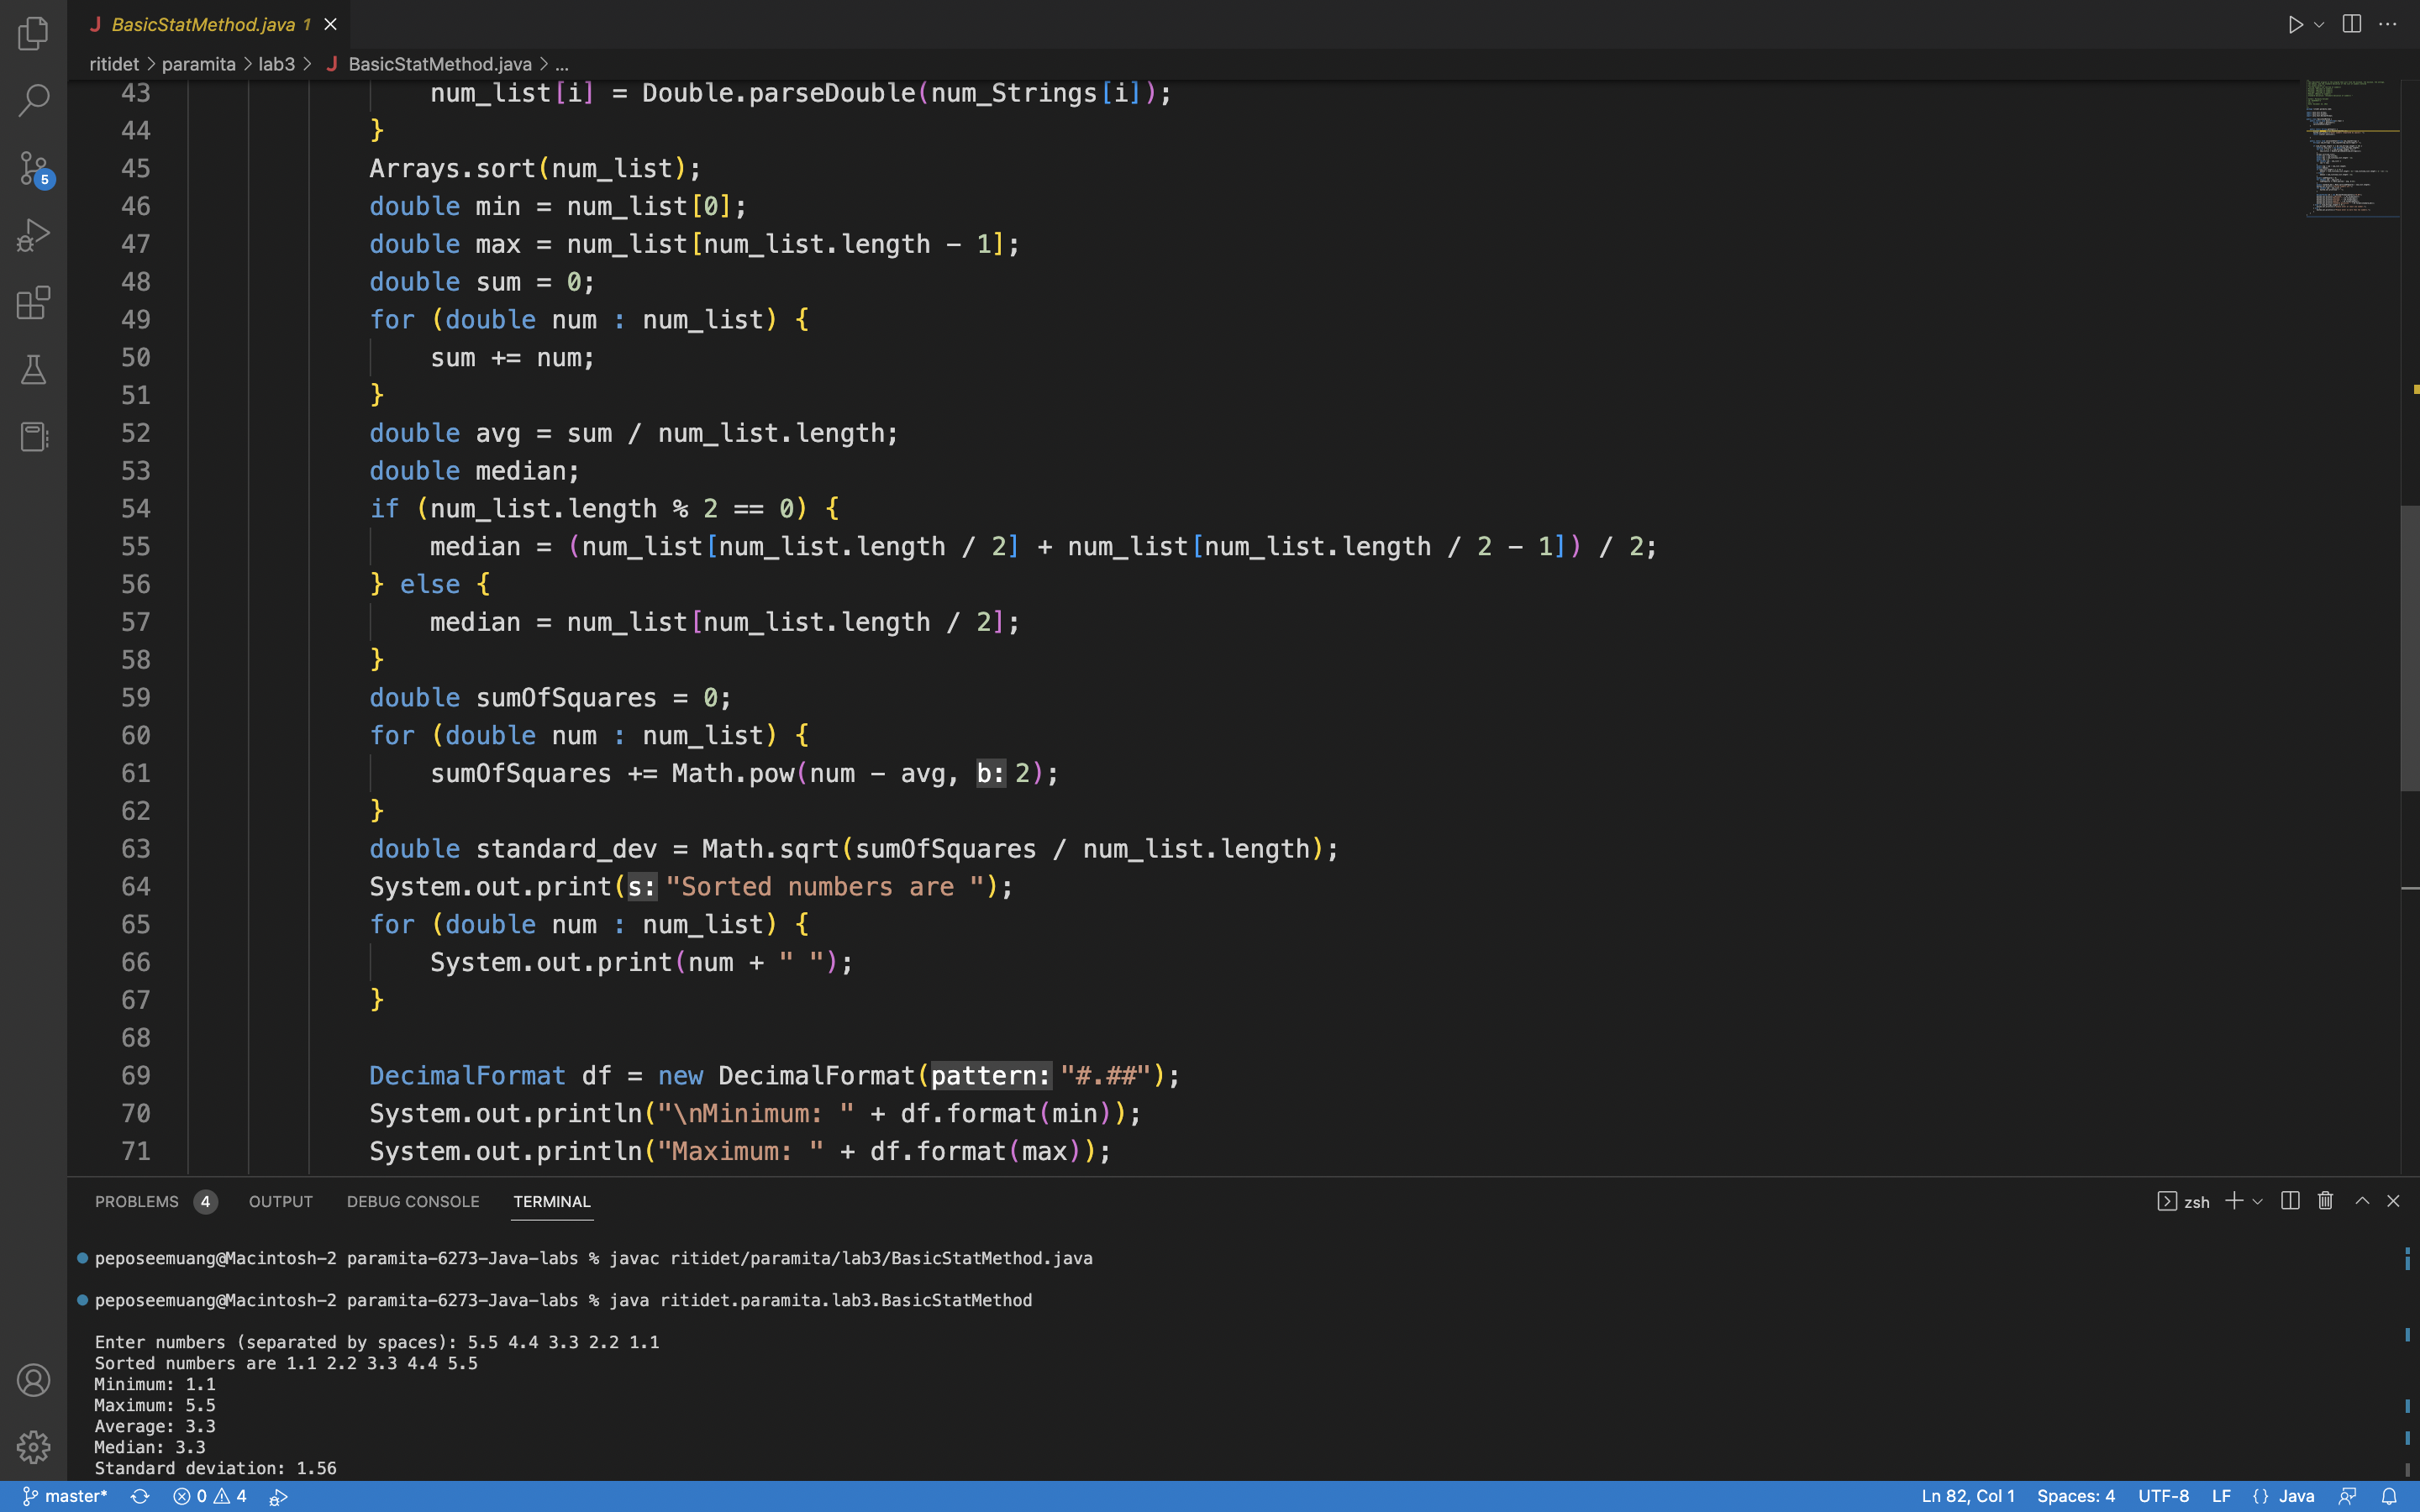 J BasicStatMethod.java 1
ritidet > paramita > lab3 > J BasicStatMethod.java > ...
43 num_list[i] = Double.parseDouble(num_Strings[i]);
44 }
45 Arrays.sort(num_list);
46 double min = num_list[0];
47 double max = num_list[num_list.length - 1];
48 double sum = 0;
49 for (double num : num_list) {
50 sum += num;
51 }
52 double avg = sum / num_list.length;
53 double median;
54 if (num_list.length % 2 == 0) {
55 median = (num_list[num_list.length / 2] + num_list[num_list.length / 2 - 1]) / 2;
56 } else {
57 median = num_list[num_list.length / 2];
58 }
59 double sumOfSquares = 0;
60 for (double num : num_list) {
61 sumOfSquares += Math.pow(num - avg, b: 2);
62 }
63 double standard_dev = Math.sqrt(sumOfSquares / num_list.length);
64 System.out.print(s: "Sorted numbers are ");
65 for (double num : num_list) {
66 System.out.print(num + " ");
67 }
68
69 DecimalFormat df = new DecimalFormat(pattern: "#.##");
70 System.out.println("\nMinimum: " + df.format(min));
71 System.out.println("Maximum: " + df.format(max));
5
PROBLEMS 4 OUTPUT DEBUG CONSOLE TERMINAL zsh
peposeemuang@Macintosh-2 paramita-6273-Java-labs % javac ritidet/paramita/lab3/BasicStatMethod.java
peposeemuang@Macintosh-2 paramita-6273-Java-labs % java ritidet.paramita.lab3.BasicStatMethod
Enter numbers (separated by spaces): 5.5 4.4 3.3 2.2 1.1
Sorted numbers are 1.1 2.2 3.3 4.4 5.5
Minimum: 1.1
Maximum: 5.5
Average: 3.3
Median: 3.3
Standard deviation: 1.56
master* 0 4 Ln 82, Col 1 Spaces: 4 UTF-8 LF {} Java